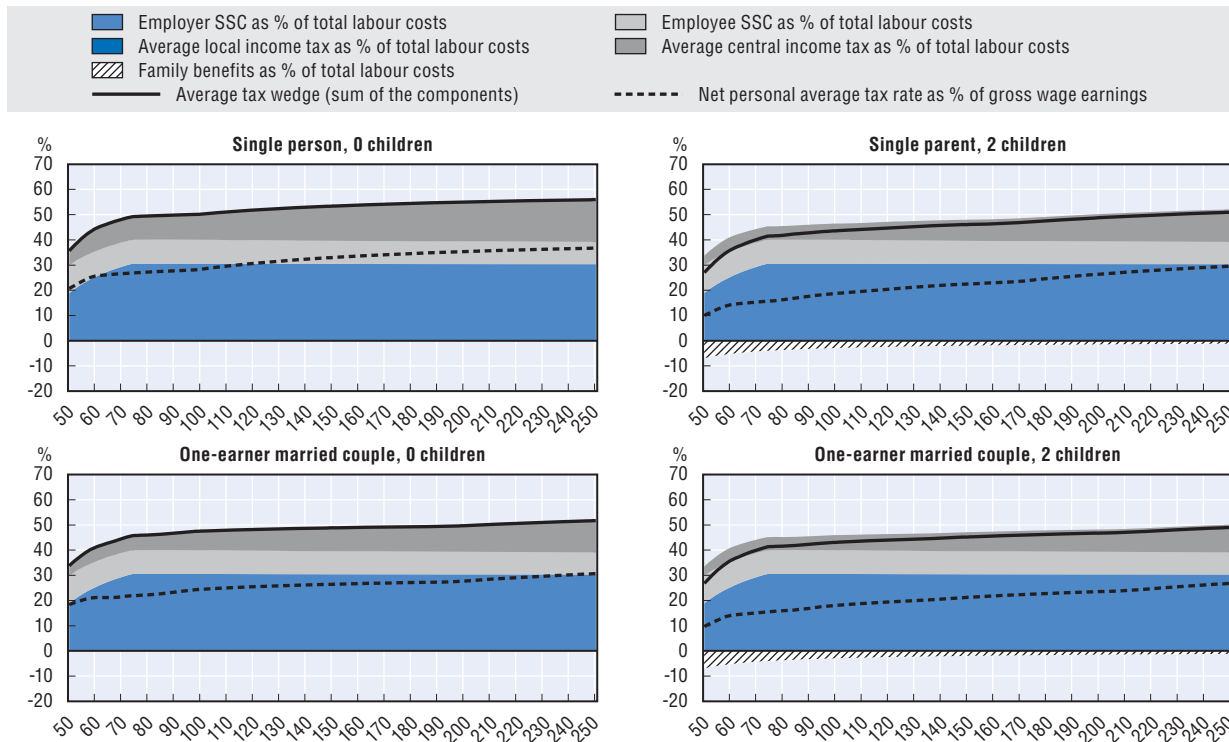 Employer SSC as % of total labour costs
Employee SSC as % of total labour costs
Average local income tax as % of total labour costs
Average central income tax as % of total labour costs
Family benefits as % of total labour costs
Average tax wedge (sum of the components)
Net personal average tax rate as % of gross wage earnings
% Single person, 0 children
70
60
50
40
30
20
10
0
-10
-20
50 60 70 80 90 100 110 120 130 140 150 160 170 180 190 200 210 220 230 240 250
% Single parent, 2 children
70
60
50
40
30
20
10
0
-10
-20
50 60 70 80 90 100 110 120 130 140 150 160 170 180 190 200 210 220 230 240 250
% One-earner married couple, 0 children
70
60
50
40
30
20
10
0
-10
-20
50 60 70 80 90 100 110 120 130 140 150 160 170 180 190 200 210 220 230 240 250
% One-earner married couple, 2 children
70
60
50
40
30
20
10
0
-10
-20
50 60 70 80 90 100 110 120 130 140 150 160 170 180 190 200 210 220 230 240 250